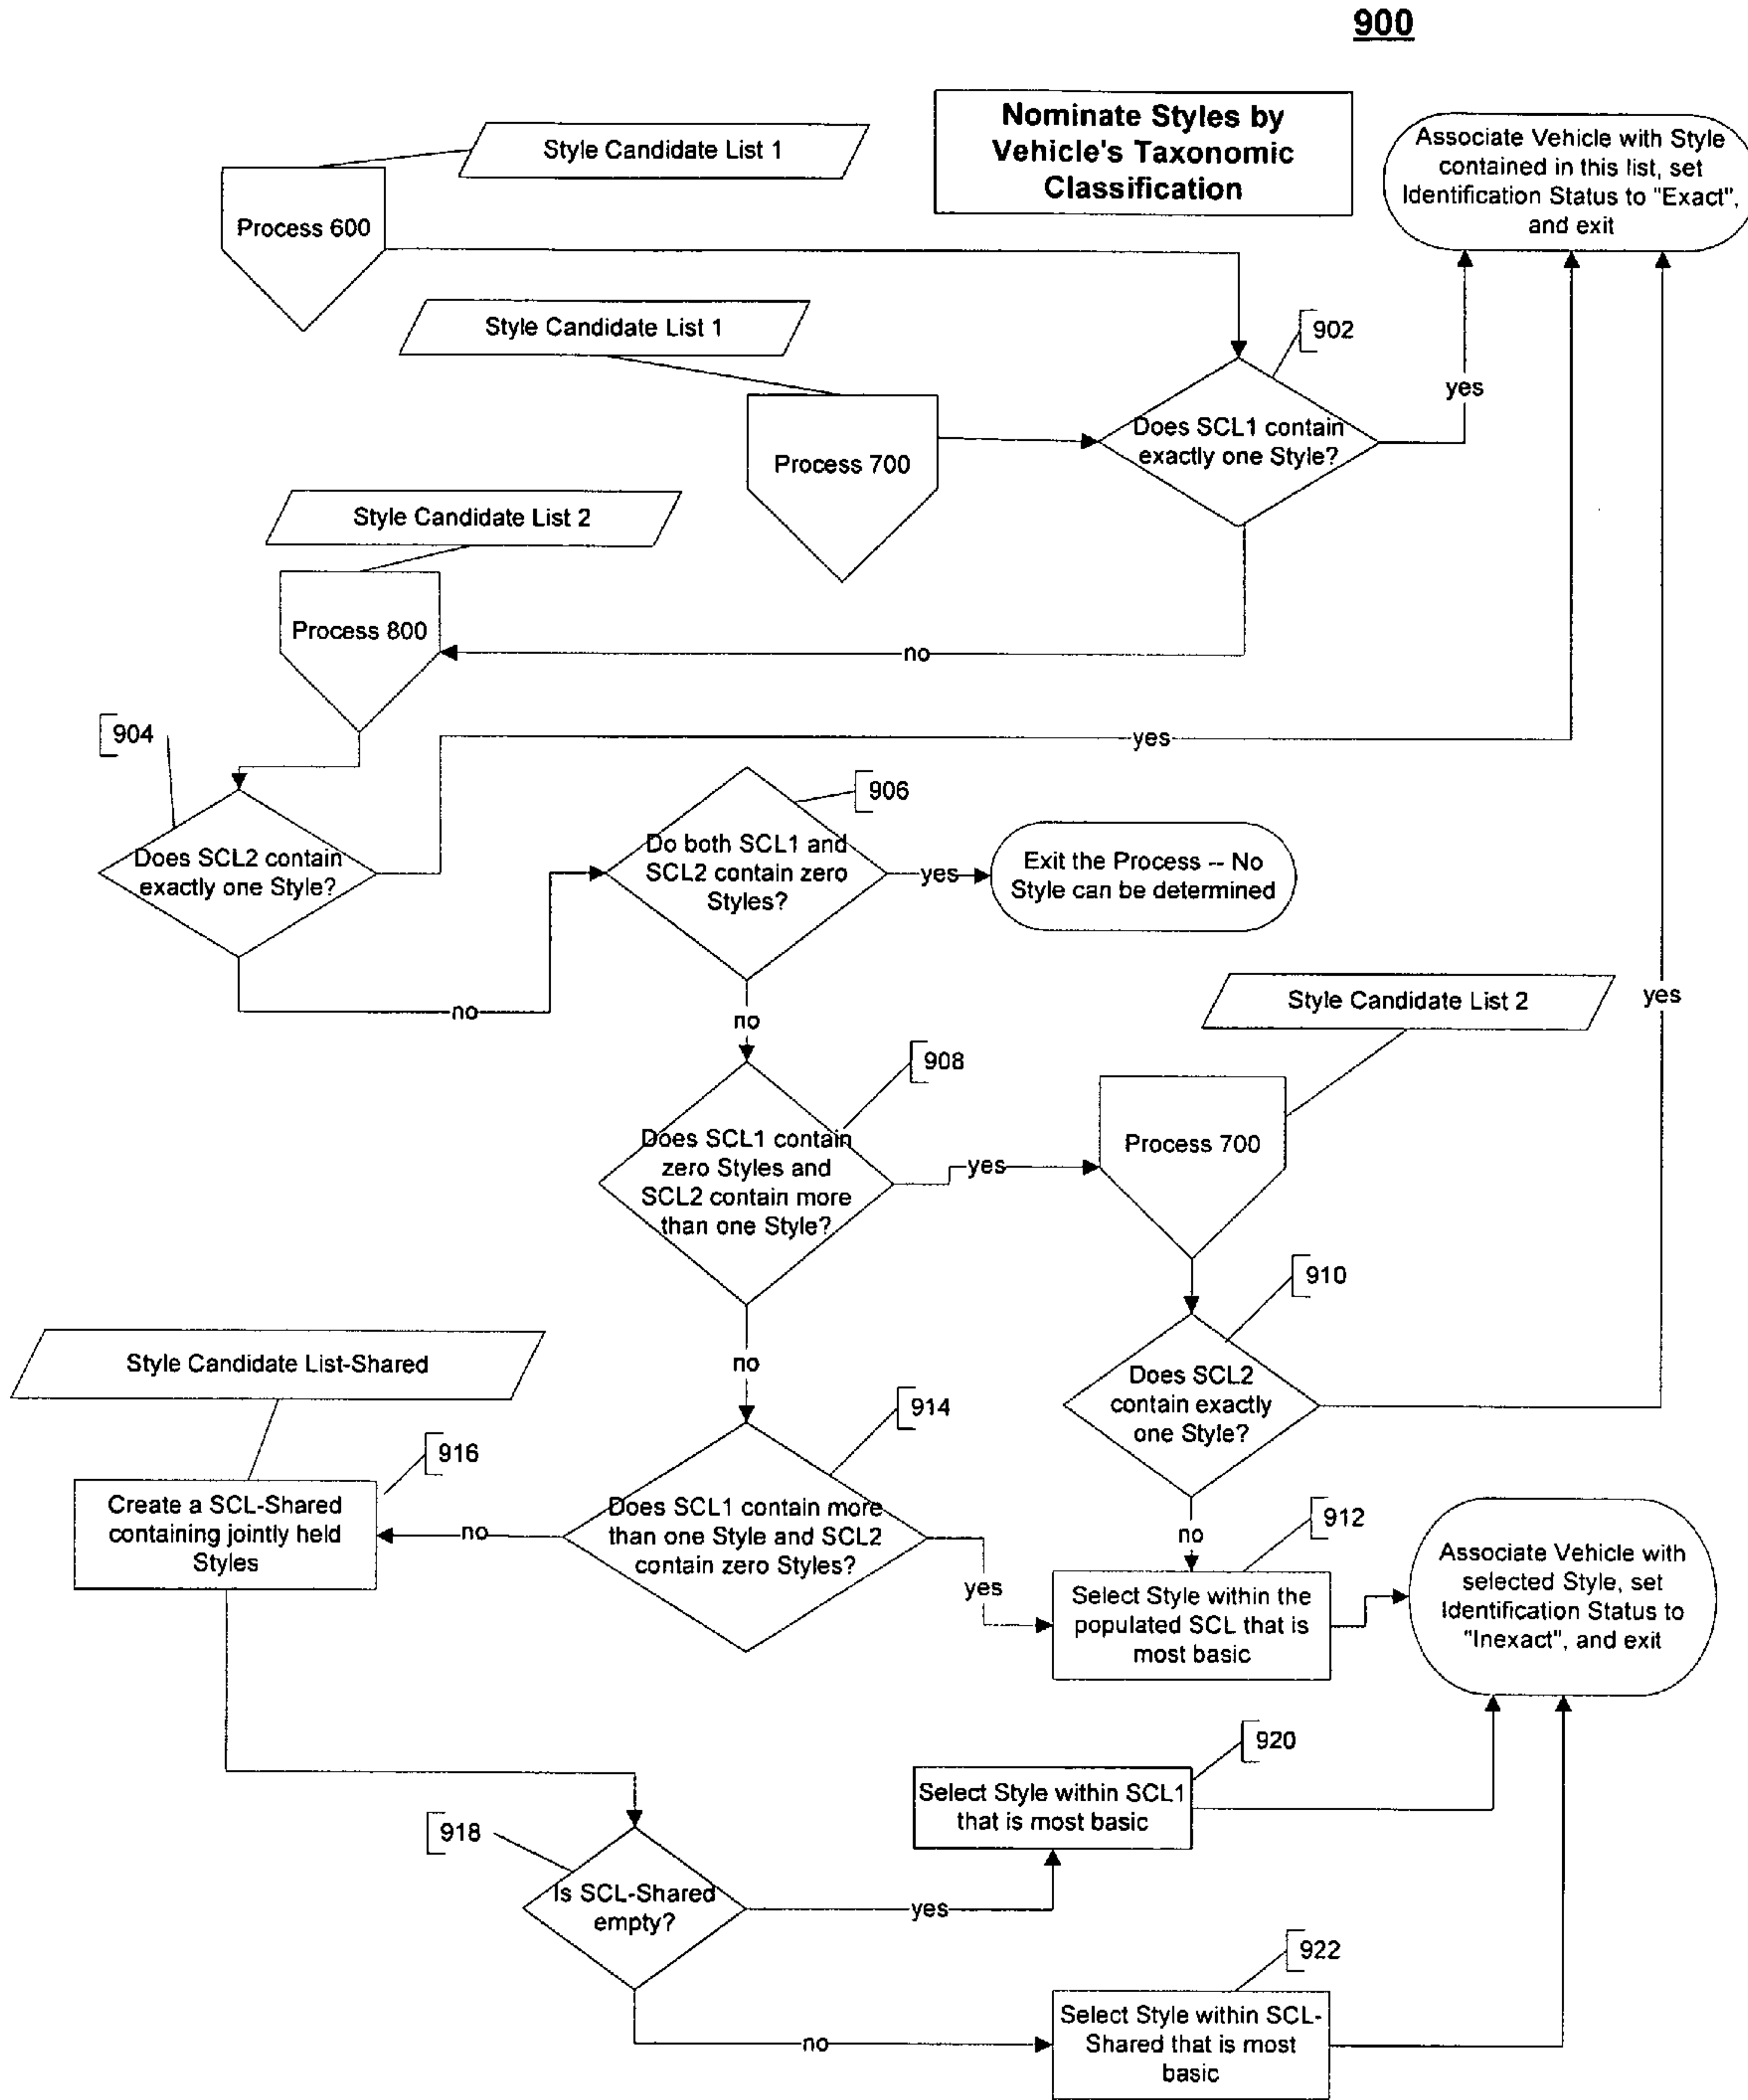 900
Nominate Styles by
Vehicle's Taxonomic
Classification
Associate Vehicle with Style
contained in this list, set
Identification Status to "Exact",
and exit
Style Candidate List 1
Process 600
Style Candidate List 1
902
yes
Does SCL1 contain
exactly one Style?
Process 700
Style Candidate List 2
Process 800
no
904
yes
906
Does SCL2 contain
exactly one Style?
Do both SCL1 and
SCL2 contain zero
Styles?
yes
Exit the Process -- No
Style can be determined
no
no
Style Candidate List 2
yes
908
Does SCL1 contain
zero Styles and
SCL2 contain more
than one Style?
yes
Process 700
910
no
Style Candidate List-Shared
Does SCL2
contain exactly
one Style?
914
916
Create a SCL-Shared
containing jointly held
Styles
no
Does SCL1 contain more
than one Style and SCL2
contain zero Styles?
yes
no
912
Select Style within the
populated SCL that is
most basic
Associate Vehicle with
selected Style, set
Identification Status to
"Inexact", and exit
920
Select Style within SCL1
that is most basic
918
Is SCL-Shared
empty?
yes
922
no
Select Style within SCL-
Shared that is most
basic